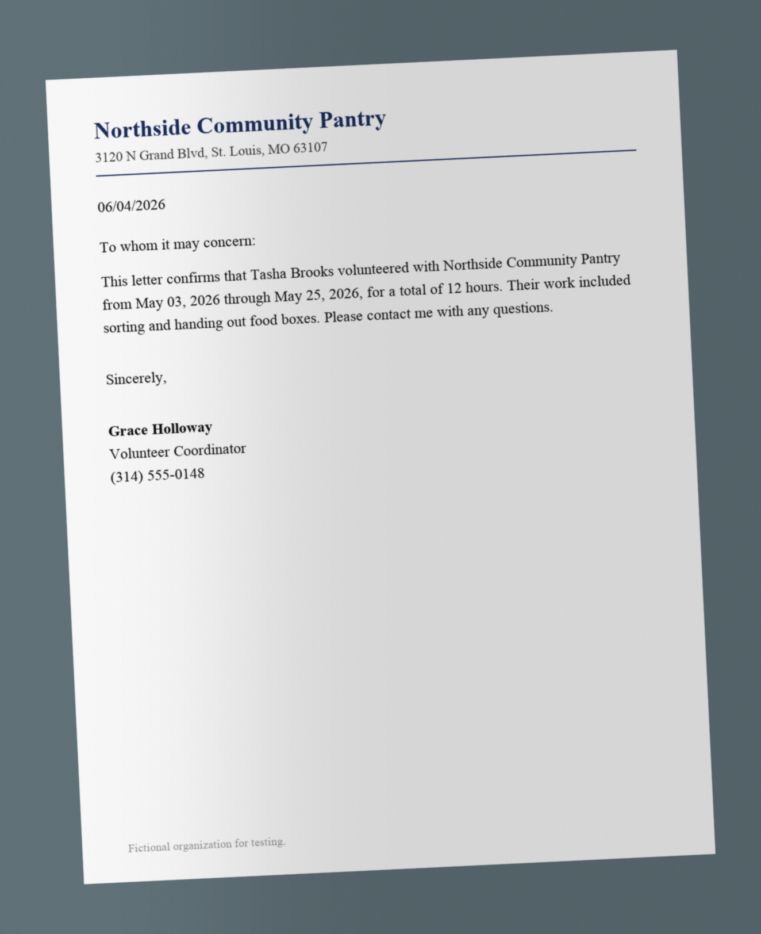 Northside Community Pantry
3120 N Grand Blvd, St. Louis, MO 63107
06/04/2026
To whom it may concern:
This letter confirms that Tasha Brooks volunteered with Northside Community Pantry
from May 03, 2026 through May 25, 2026, for a total of 12 hours. Their work included
sorting and handing out food boxes. Please contact me with any questions.
Sincerely,
Grace Holloway
Volunteer Coordinator
(314) 555-0148
Fictional organization for testing.